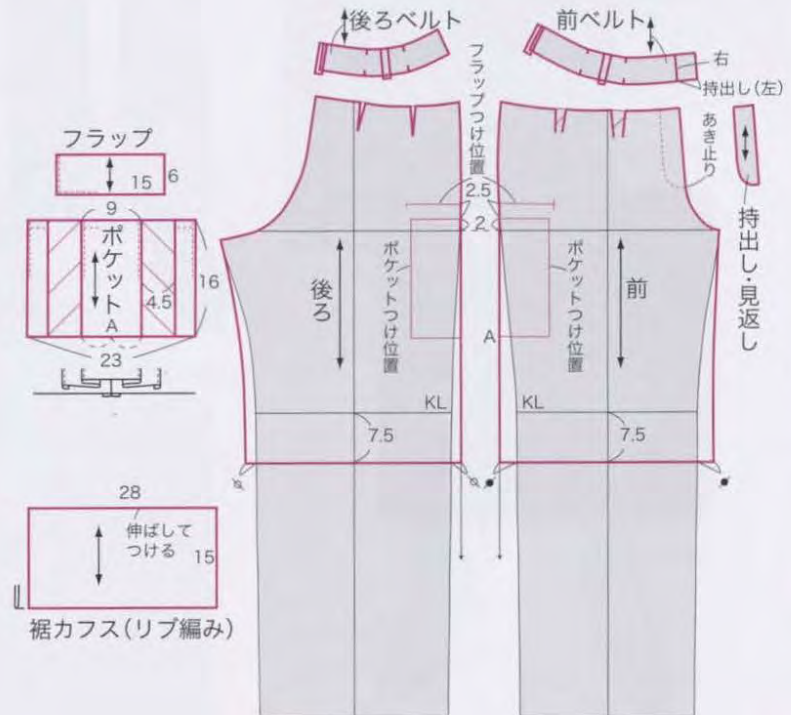 後ろベルト
前ベルト
右
持出し(左)
フラップつけ位置
あき止り
持出し・見返し
フラップ
15
6
9
ポケット
A
4.5
16
23
2.5
2
ポケットつけ位置
後ろ
A
ポケットつけ位置
前
KL
7.5
KL
7.5
28
伸ばして
つける
15
裾カフス(リブ編み)